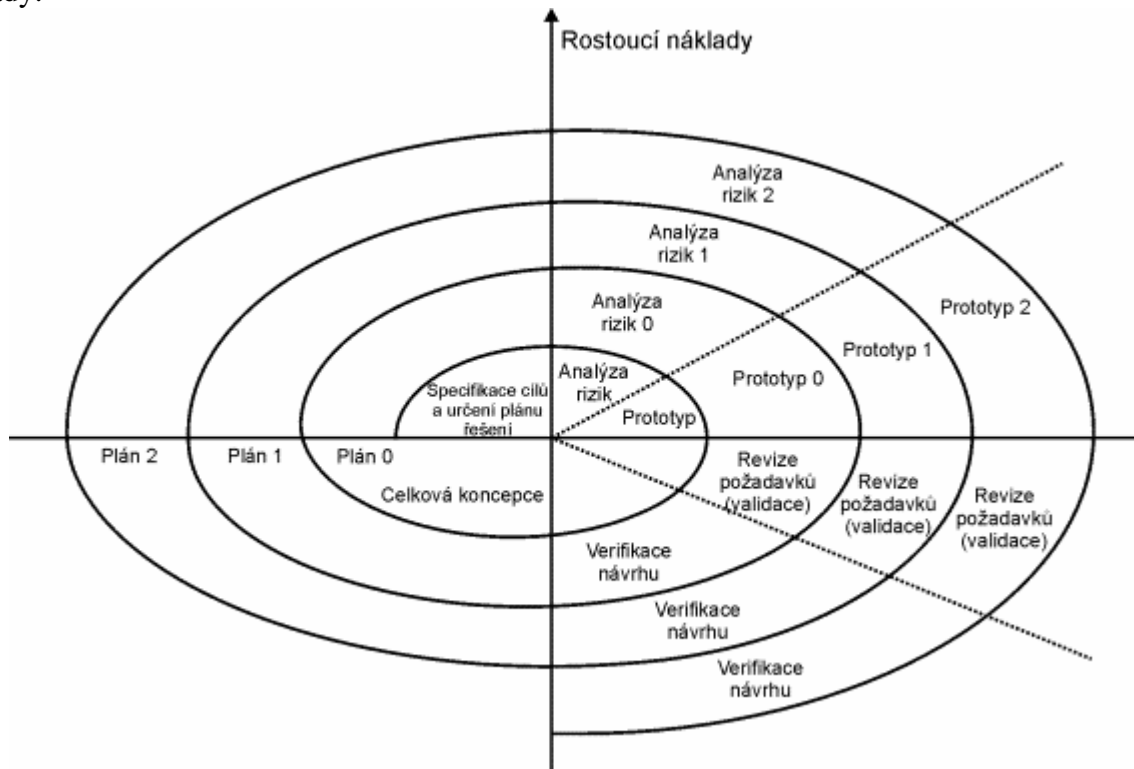 Rostoucí náklady
Analýza
rizik 2
Analýza
rizik 1
Analýza
rizik 0
Analýza
rizik
Specifikace cílů
a určení plánu
řešení
Prototyp
Prototyp 0
Prototyp 1
Prototyp 2
Plán 2
Plán 1
Plán 0
Celková koncepce
Revize
požadavků
(validace)
Revize
požadavků
(validace)
Revize
požadavků
(validace)
Verifikace
návrhu
Verifikace
návrhu
Verifikace
návrhu